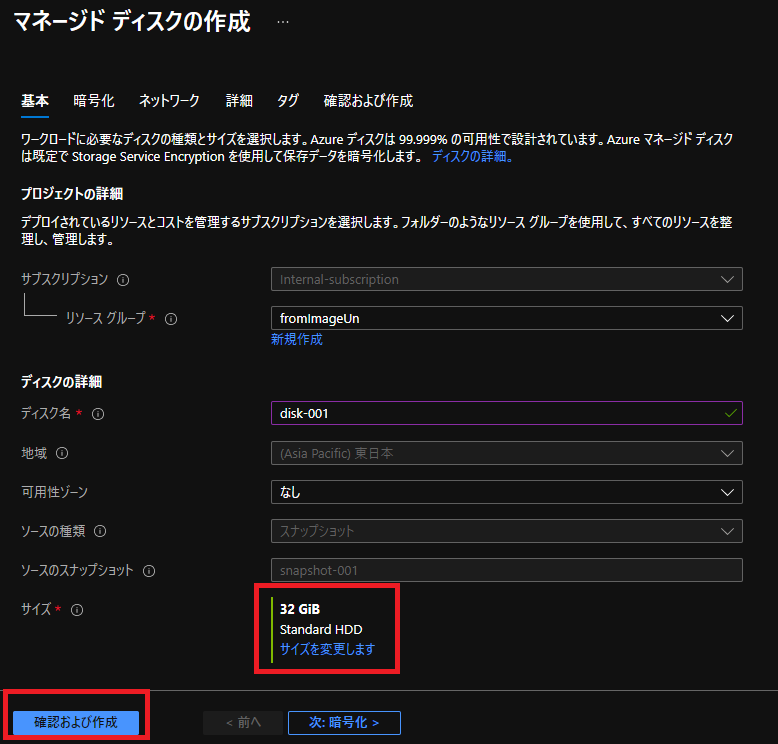 マネージド ディスクの作成 …
基本 暗号化 ネットワーク 詳細 タグ 確認および作成
ワークロードに必要なディスクの種類とサイズを選択します。Azure ディスクは 99.999% の可用性で設計されています。Azure マネージド ディスク
は既定で Storage Service Encryption を使用して保存データを暗号化します。 ディスクの詳細。
プロジェクトの詳細
デプロイされているリソースとコストを管理するサブスクリプションを選択します。フォルダーのようなリソース グループを使用して、すべてのリソースを整
理し、管理します。
サブスクリプション Internal-subscription
リソース グループ * fromImageUn
新規作成
ディスクの詳細
ディスク名 * disk-001
地域 (Asia Pacific) 東日本
可用性ゾーン なし
ソースの種類 スナップショット
ソースのスナップショット snapshot-001
サイズ * 32 GiB
Standard HDD
サイズを変更します
確認および作成 < 前へ 次: 暗号化 >